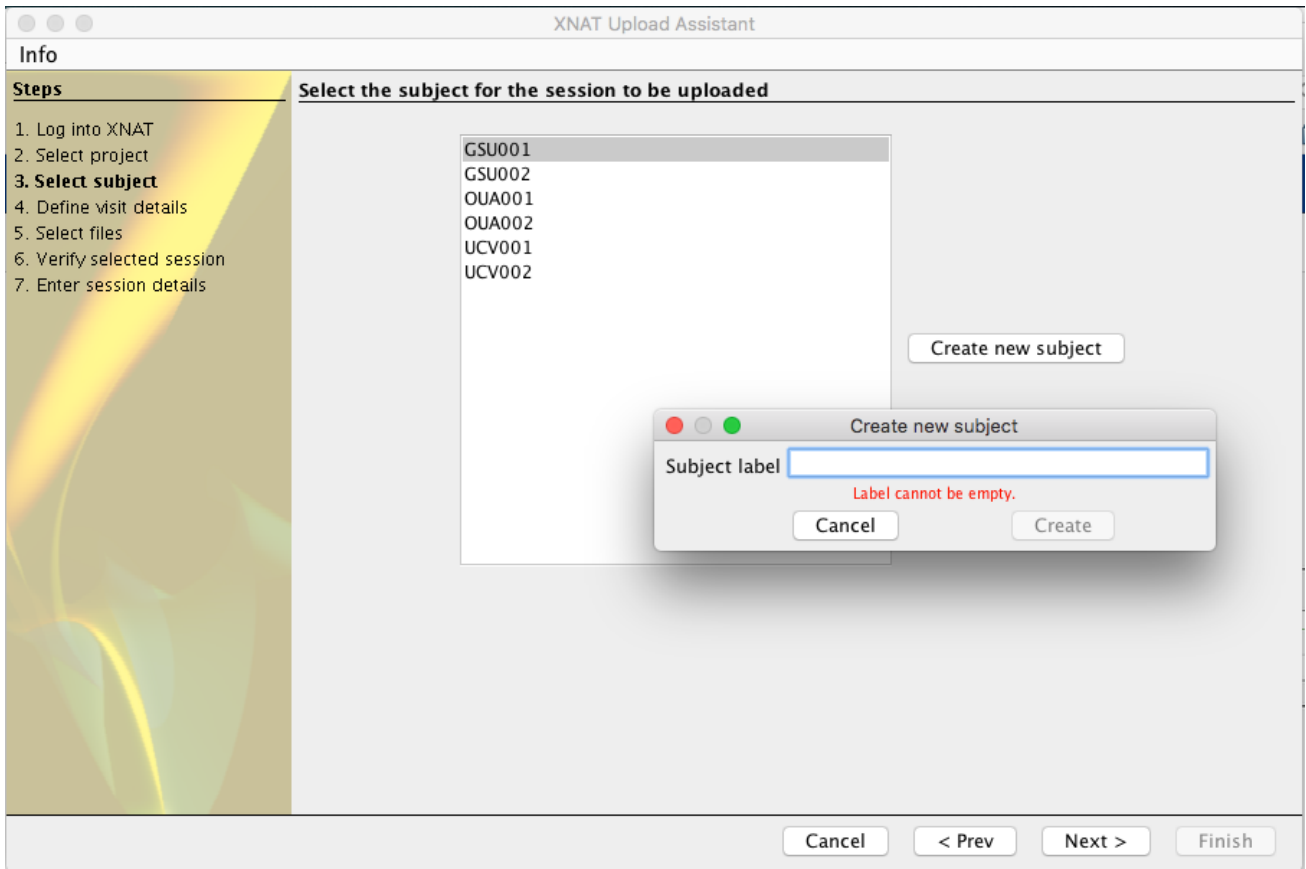 XNAT Upload Assistant
Info
Steps
1. Log into XNAT
2. Select project
3. Select subject
4. Define visit details
5. Select files
6. Verify selected session
7. Enter session details
Select the subject for the session to be uploaded
GSU001
GSU002
OUA001
OUA002
UCV001
UCV002
Create new subject
Create new subject
Subject label
Label cannot be empty.
Cancel Create
Cancel < Prev Next > Finish